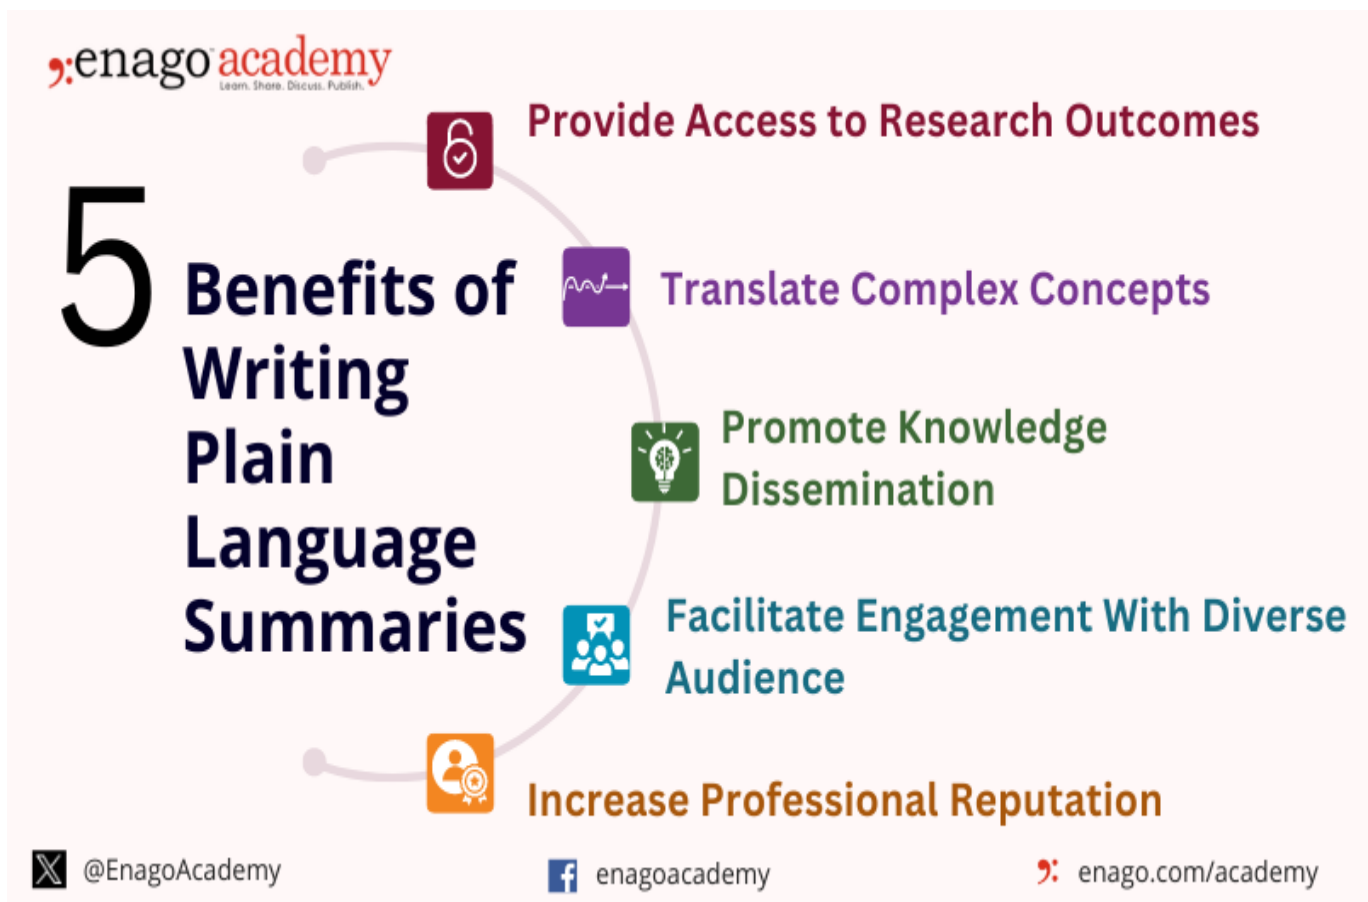 enago academy
Learn. Share. Discuss. Publish.
5
Benefits of
Writing
Plain
Language
Summaries
Provide Access to Research Outcomes
Translate Complex Concepts
Promote Knowledge
Dissemination
Facilitate Engagement With Diverse
Audience
Increase Professional Reputation
@EnagoAcademy
enagoacademy
enago.com/academy